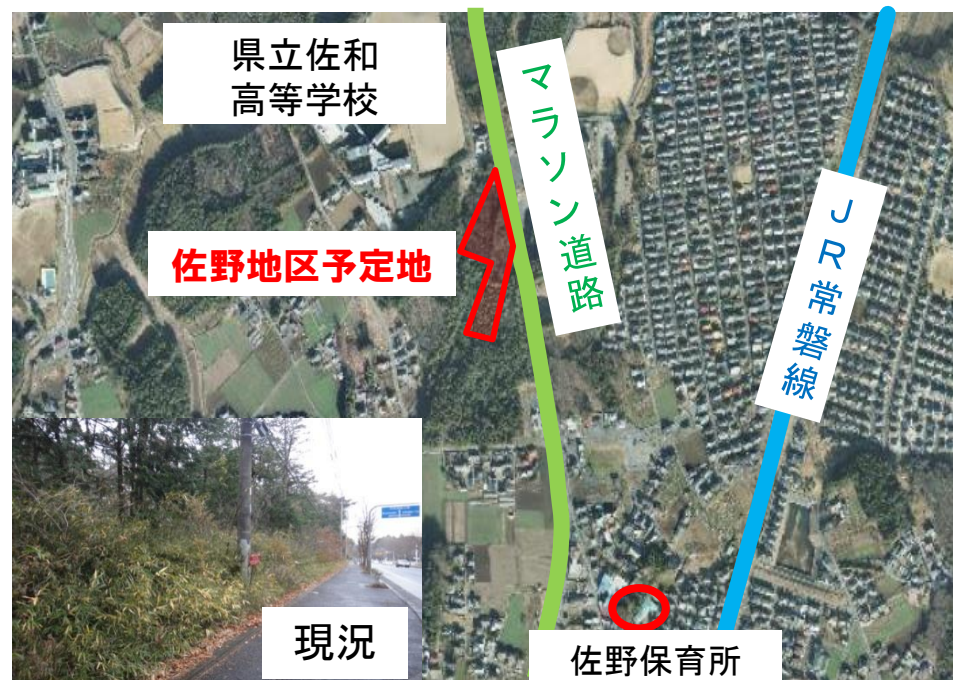 県立佐和
高等学校
マラソン道路
佐野地区予定地
JR常磐線
現況
佐野保育所